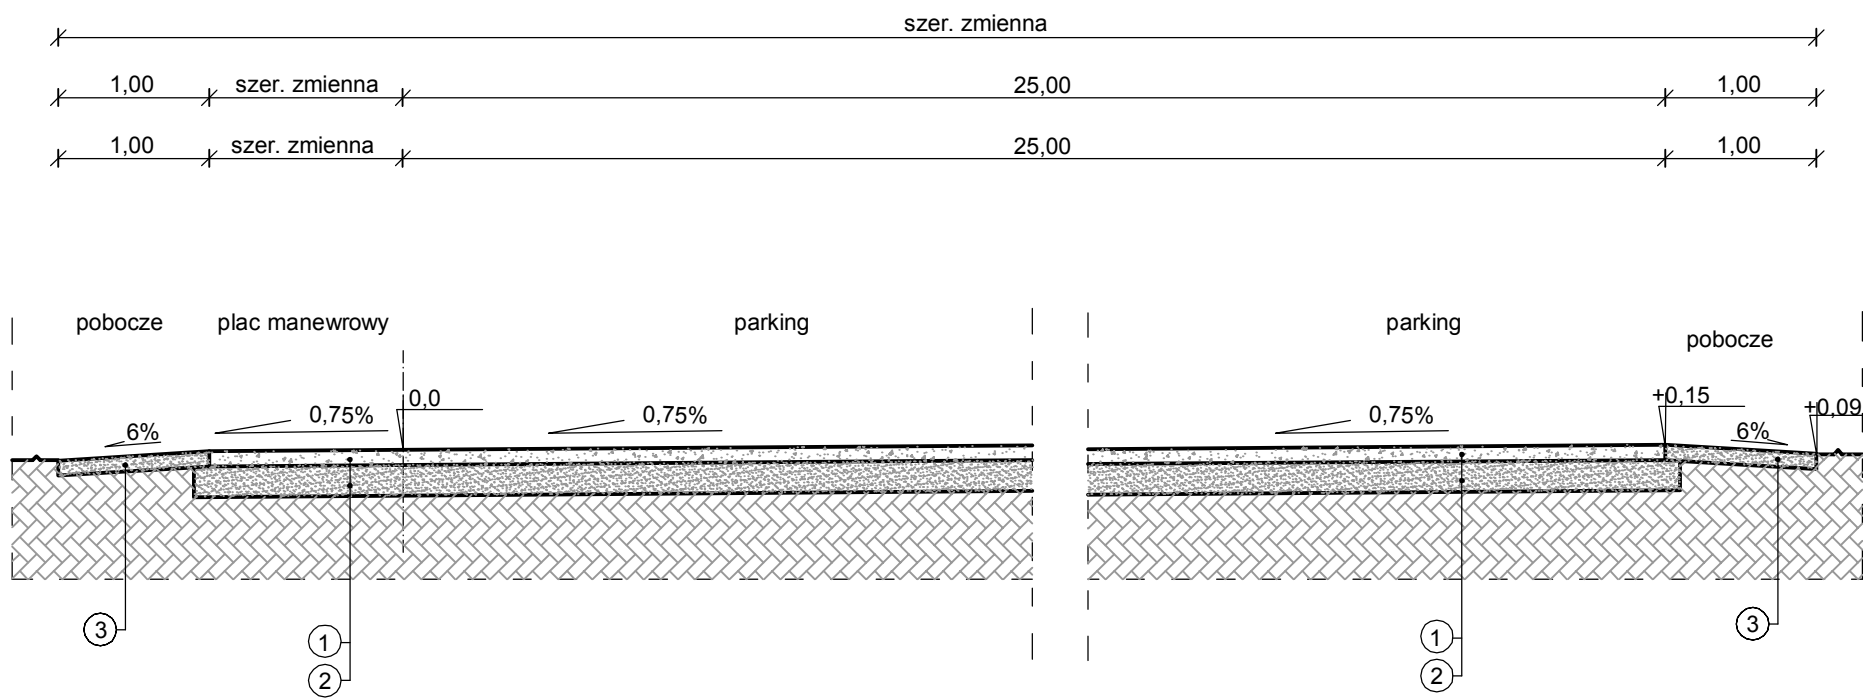 szer. zmienna
1,00 szer. zmienna 25,00 1,00
1,00 szer. zmienna 25,00 1,00
pobocze plac manewrowy parking parking pobocze
6% 0,75% 0,0 0,75% 0,75% +0,15 6% +0,09
3 1 1 3
2 2